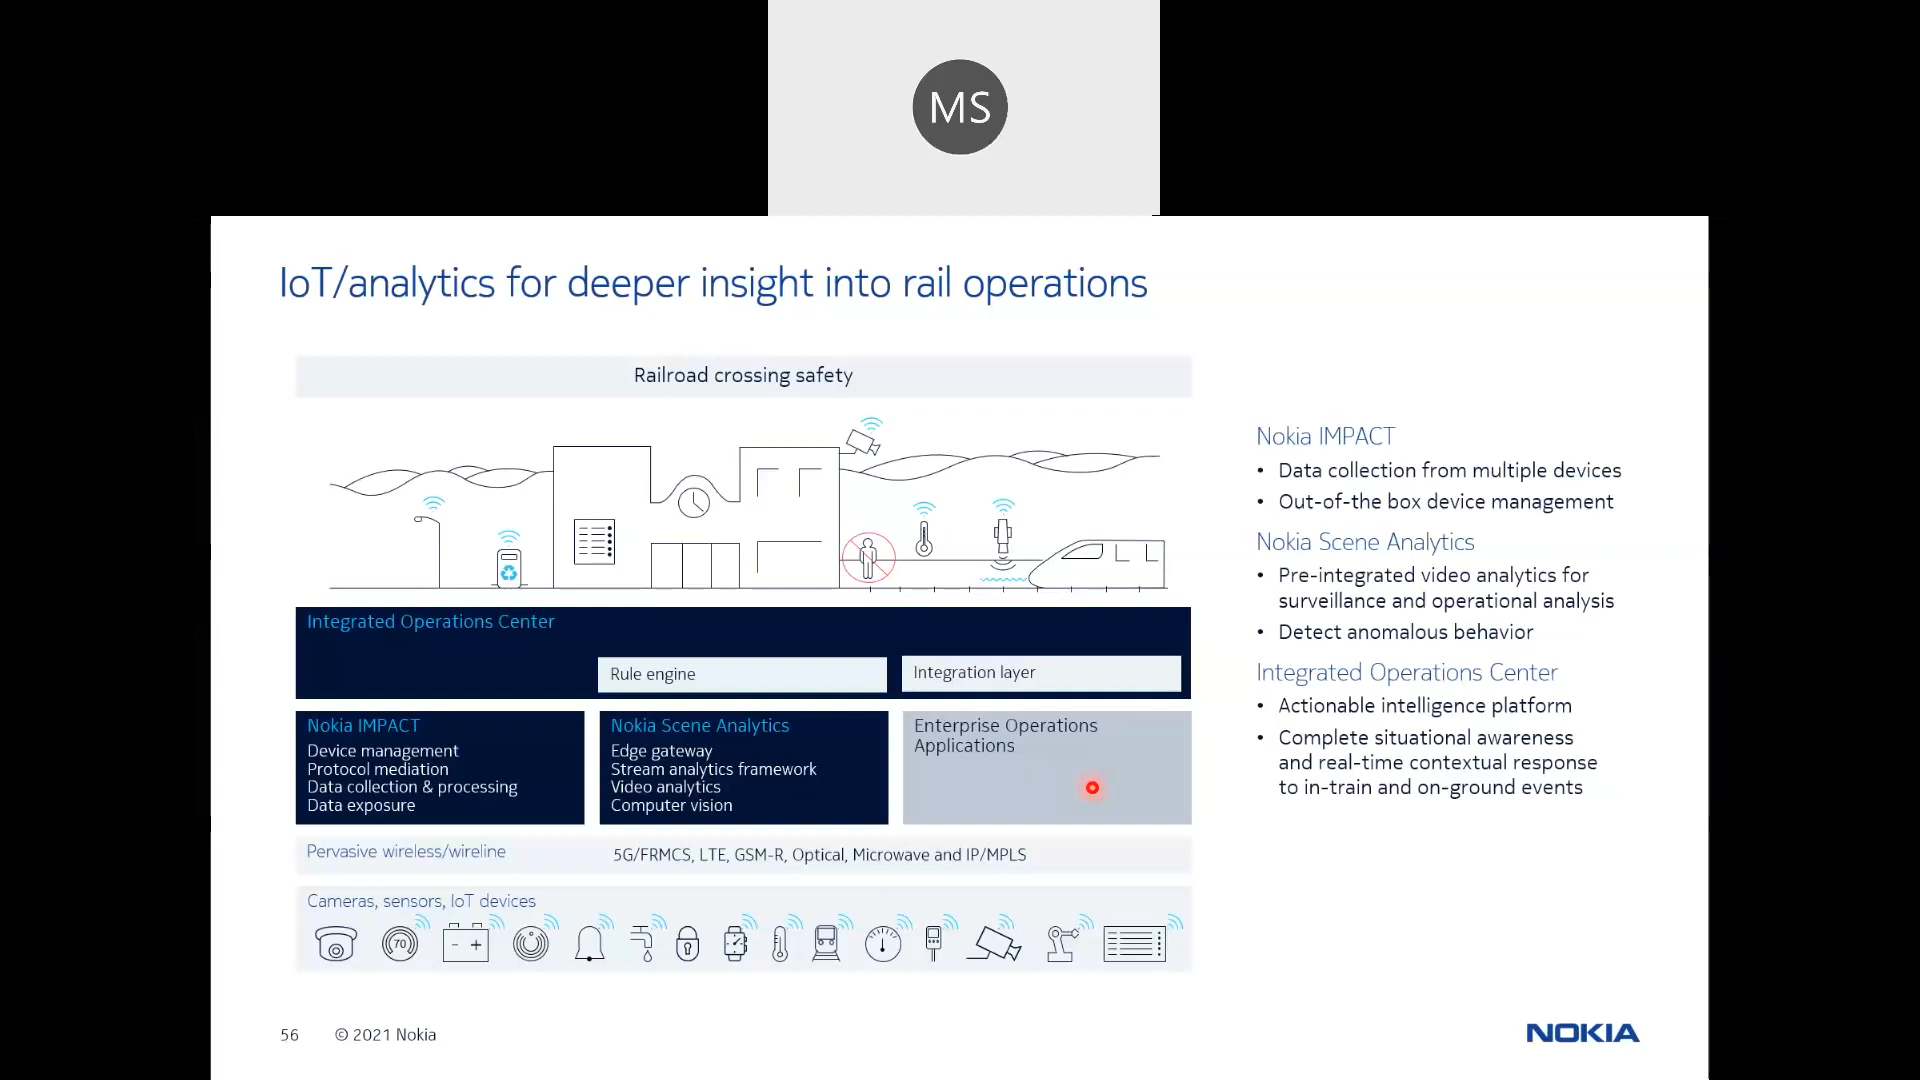 MS
IoT/analytics for deeper insight into rail operations
Railroad crossing safety
Integrated Operations Center
Rule engine
Integration layer
Nokia IMPACT
Device management
Protocol mediation
Data collection & processing
Data exposure
Nokia Scene Analytics
Edge gateway
Stream analytics framework
Video analytics
Computer vision
Enterprise Operations
Applications
Pervasive wireless/wireline
5G/FRMCS, LTE, GSM-R, Optical, Microwave and IP/MPLS
Cameras, sensors, IoT devices
70
- +
Nokia IMPACT
• Data collection from multiple devices
• Out-of-the box device management
Nokia Scene Analytics
• Pre-integrated video analytics for
surveillance and operational analysis
• Detect anomalous behavior
Integrated Operations Center
• Actionable intelligence platform
• Complete situational awareness
and real-time contextual response
to in-train and on-ground events
56
© 2021 Nokia
NOKIA